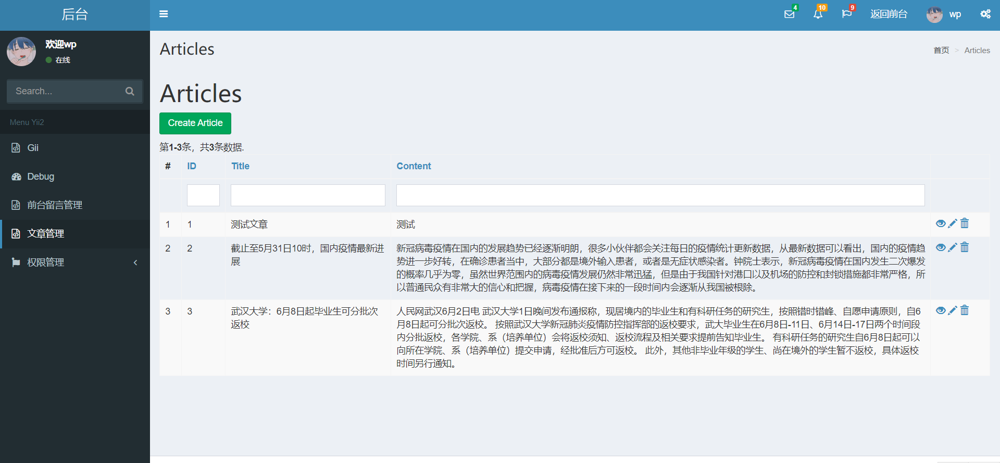 后台
4
10
9
返回前台
wp
欢迎wp
在线
Search...
Menu Yii2
Gii
Debug
前台留言管理
文章管理
权限管理
Articles
首页 > Articles
Articles
Create Article
第1-3条，共3条数据.
# ID Title Content
1 1 测试文章 测试
2 2 截止至5月31日10时，国内疫情最新进
展
新冠病毒疫情在国内的发展趋势已经逐渐明朗，很多小伙伴都会关注每日的疫情统计更新数据，从最新数据可以看出，国内的疫情趋
势进一步好转，在确诊患者当中，大部分都是境外输入患者，或者是无症状感染者。钟院士表示，新冠病毒疫情在国内发生二次爆发
的概率几乎为零，虽然世界范围内的病毒疫情发展仍然非常迅猛，但是由于我国针对港口以及机场的防控和封锁措施都非常严格，所
以普通民众有非常大的信心和把握，病毒疫情在接下来的一段时间内会逐渐从我国被根除。
3 3 武汉大学：6月8日起毕业生可分批次
返校
人民网武汉6月2日电 武汉大学1日晚间发布通报称，现居境内的毕业生和有科研任务的研究生，按照错时错峰、自愿申请原则，自6
月8日起可分批次返校。 按照武汉大学新冠肺炎疫情防控指挥部的返校要求，武大毕业生在6月8日-11日、6月14日-17日两个时间段
内分批返校，各学院、系（培养单位）会将返校须知、返校流程及相关要求提前告知毕业生。 有科研任务的研究生自6月8日起可以
向所在学院、系（培养单位）提交申请，经批准后方可返校。 此外，其他非毕业年级的学生、尚在境外的学生暂不返校，具体返校
时间另行通知。